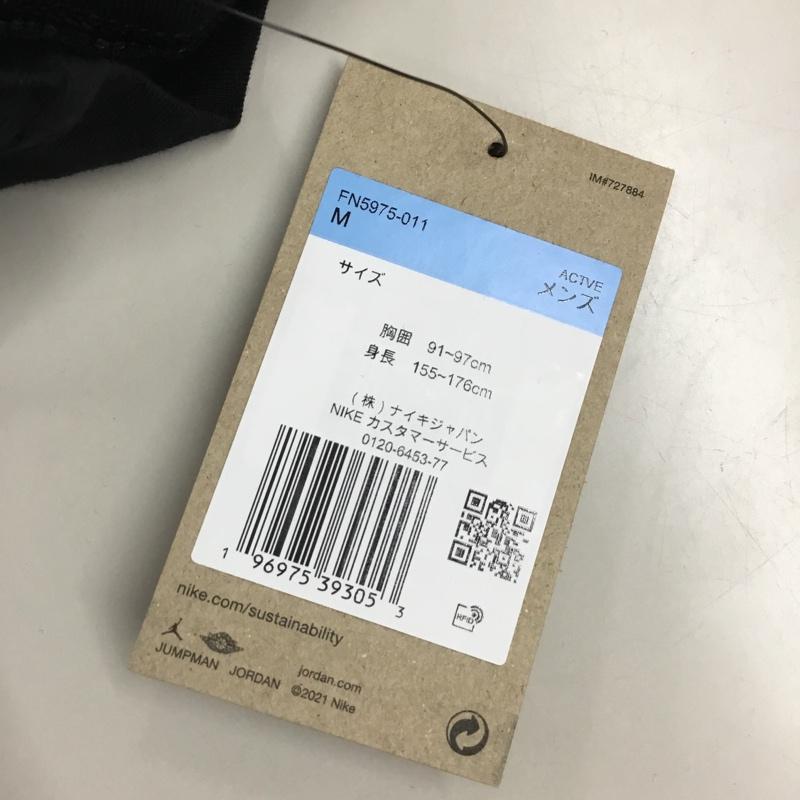 IM#727884
FN5975-011
M
ACTVE
メンズ
サイズ
胸囲 91~97cm
身長 155~176cm
(株)ナイキジャパン
NIKE カスタマーサービス
0120-6453-77
1 96975 39305 3
RFID
nike.com/sustainability
JUMPMAN JORDAN jordan.com
©2021 Nike